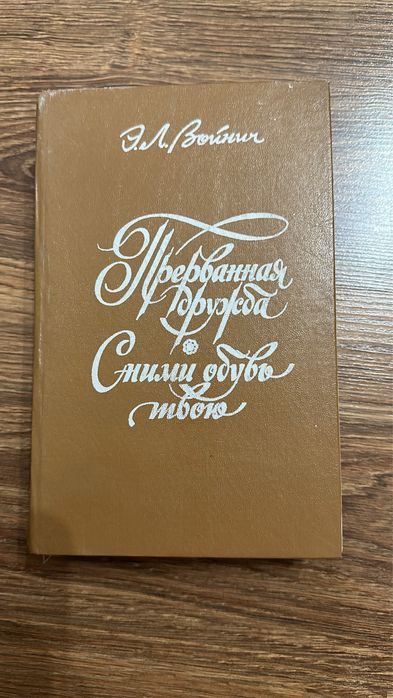 Э.Л. Войнич
Прерванная
дружба
Сними обувь
твою